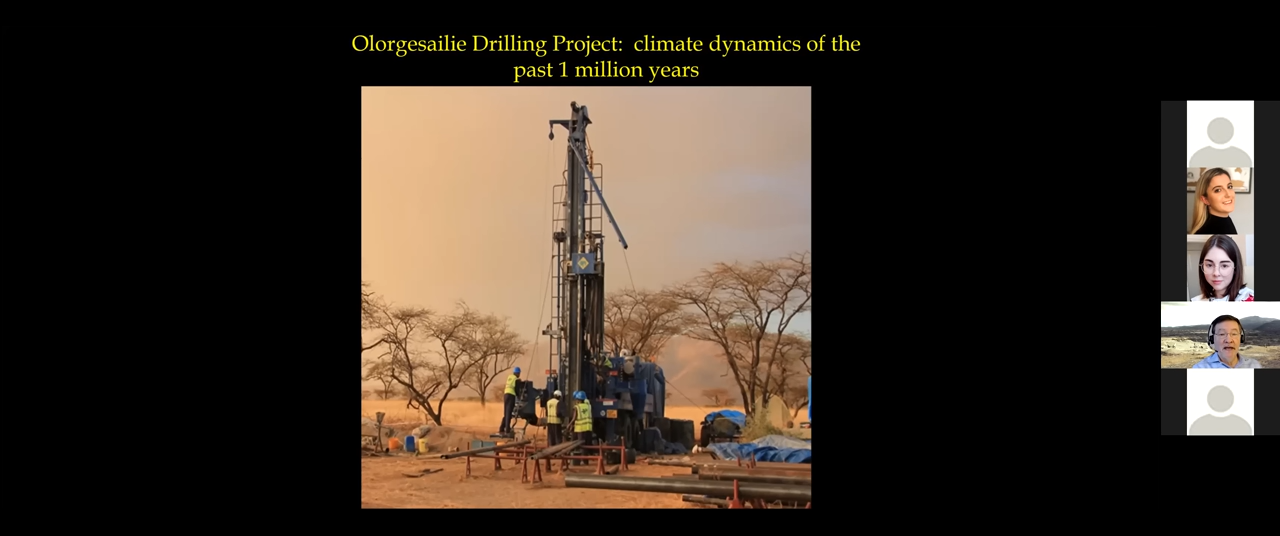 Olorgesailie Drilling Project:  climate dynamics of the
past 1 million years